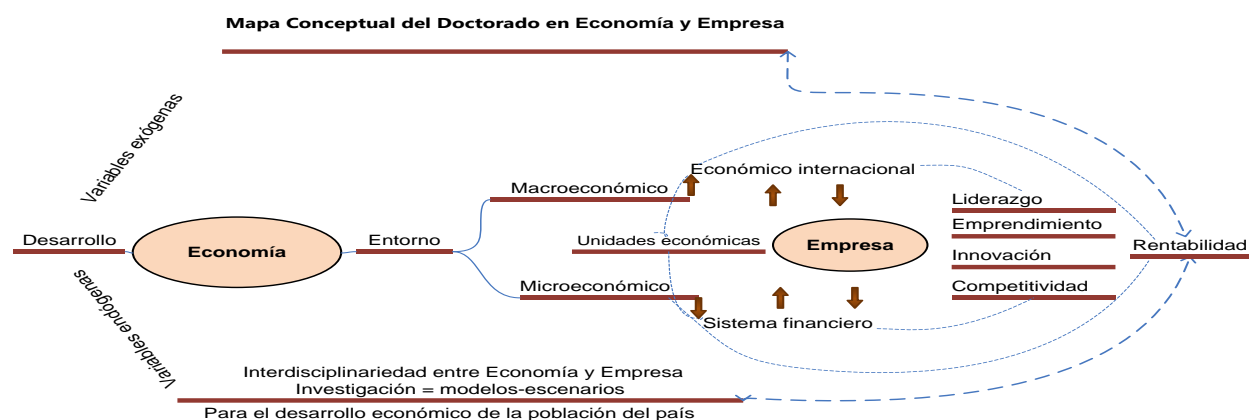 Mapa Conceptual del Doctorado en Economía y Empresa
Variables exógenas
Económico internacional
Macroeconómico
Liderazgo
Emprendimiento
Desarrollo
Economía
Entorno
Unidades económicas
Empresa
Rentabilidad
Innovación
Microeconómico
Competitividad
Sistema financiero
Variables endógenas
Interdisciplinariedad entre Economía y Empresa
Investigación = modelos-escenarios
Para el desarrollo económico de la población del país